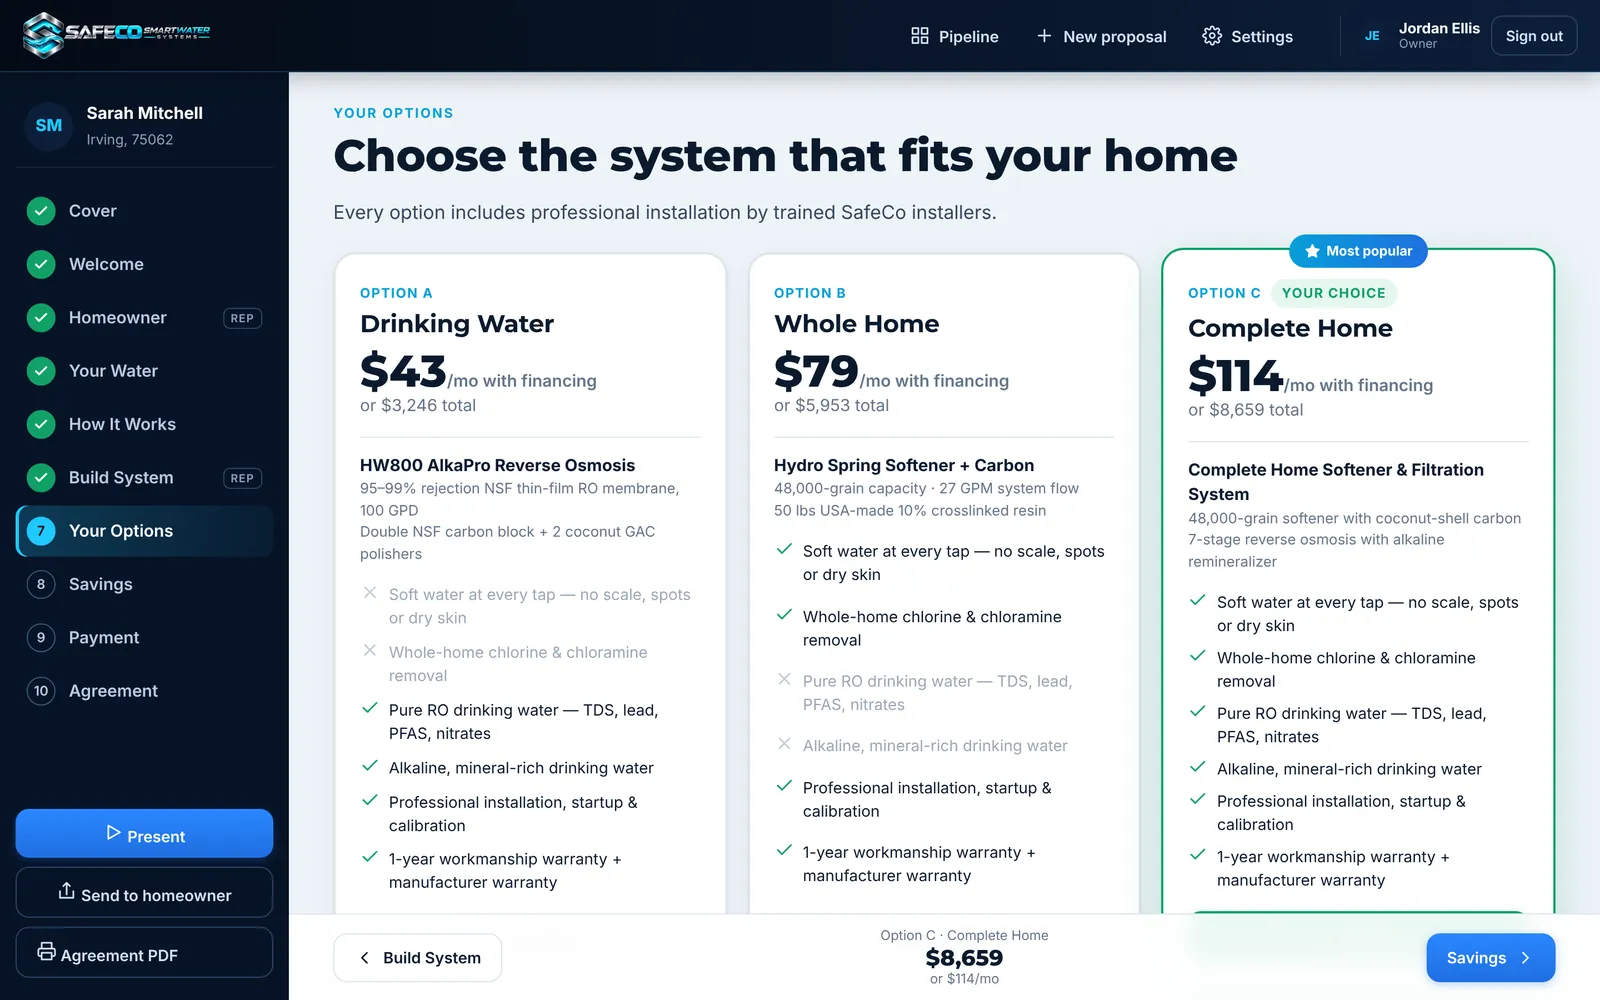 SAFECO SMARTWATER
SYSTEMS
Pipeline
New proposal
Settings
JE
Jordan Ellis
Owner
Sign out
SM
Sarah Mitchell
Irving, 75062
Cover
Welcome
Homeowner
REP
Your Water
How It Works
Build System
REP
7
Your Options
8
Savings
9
Payment
10
Agreement
Present
Send to homeowner
Agreement PDF
YOUR OPTIONS
Choose the system that fits your home
Every option includes professional installation by trained SafeCo installers.
OPTION A
Drinking Water
$43/mo with financing
or $3,246 total
HW800 AlkaPro Reverse Osmosis
95–99% rejection NSF thin-film RO membrane,
100 GPD
Double NSF carbon block + 2 coconut GAC
polishers
Soft water at every tap — no scale, spots
or dry skin
Whole-home chlorine & chloramine
removal
Pure RO drinking water — TDS, lead,
PFAS, nitrates
Alkaline, mineral-rich drinking water
Professional installation, startup &
calibration
1-year workmanship warranty +
manufacturer warranty
OPTION B
Whole Home
$79/mo with financing
or $5,953 total
Hydro Spring Softener + Carbon
48,000-grain capacity · 27 GPM system flow
50 lbs USA-made 10% crosslinked resin
Soft water at every tap — no scale, spots
or dry skin
Whole-home chlorine & chloramine
removal
Pure RO drinking water — TDS, lead,
PFAS, nitrates
Alkaline, mineral-rich drinking water
Professional installation, startup &
calibration
1-year workmanship warranty +
manufacturer warranty
Most popular
OPTION C
YOUR CHOICE
Complete Home
$114/mo with financing
or $8,659 total
Complete Home Softener & Filtration
System
48,000-grain softener with coconut-shell carbon
7-stage reverse osmosis with alkaline
remineralizer
Soft water at every tap — no scale, spots
or dry skin
Whole-home chlorine & chloramine
removal
Pure RO drinking water — TDS, lead,
PFAS, nitrates
Alkaline, mineral-rich drinking water
Professional installation, startup &
calibration
1-year workmanship warranty +
manufacturer warranty
Build System
Option C · Complete Home
$8,659
or $114/mo
Savings